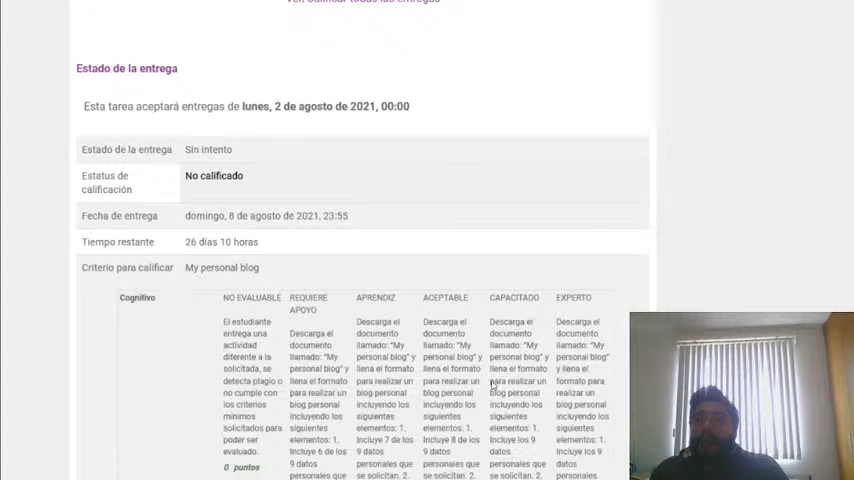 Ver/Calificar todas las entregas
Estado de la entrega
Esta tarea aceptará entregas de lunes, 2 de agosto de 2021, 00:00
Estado de la entrega Sin intento
Estatus de calificación No calificado
Fecha de entrega domingo, 8 de agosto de 2021, 23:55
Tiempo restante 26 días 10 horas
Criterio para calificar My personal blog
Cognitivo
NO EVALUABLE
El estudiante
entrega una
actividad
diferente a la
solicitada, se
detecta plagio o
no cumple con
los criterios
mínimos
solicitados para
poder ser
evaluado.
0 puntos
REQUIERE
APOYO
Descarga el
documento
llamado: "My
personal blog" y
llena el formato
para realizar un
blog personal
incluyendo los
siguientes
elementos: 1.
Incluye 6 de los
9 datos
personales que
APRENDIZ
Descarga el
documento
llamado: "My
personal blog" y
llena el formato
para realizar un
blog personal
incluyendo los
siguientes
elementos: 1.
Incluye 7 de los
9 datos
personales que
se solicitan. 2.
ACEPTABLE
Descarga el
documento
llamado: "My
personal blog" y
llena el formato
para realizar un
blog personal
incluyendo los
siguientes
elementos: 1.
Incluye 8 de los
9 datos
personales que
se solicitan. 2.
CAPACITADO
Descarga el
documento
llamado: "My
personal blog" y
llena el formato
para realizar un
blog personal
incluyendo los
siguientes
elementos: 1.
Incluye los 9
datos
personales que
se solicitan. 2.
EXPERTO
Descarga el
documento
llamado: "My
personal blog"
y llena el
formato para
realizar un
blog personal
incluyendo los
siguientes
elementos: 1.
Incluye los 9
datos
personales